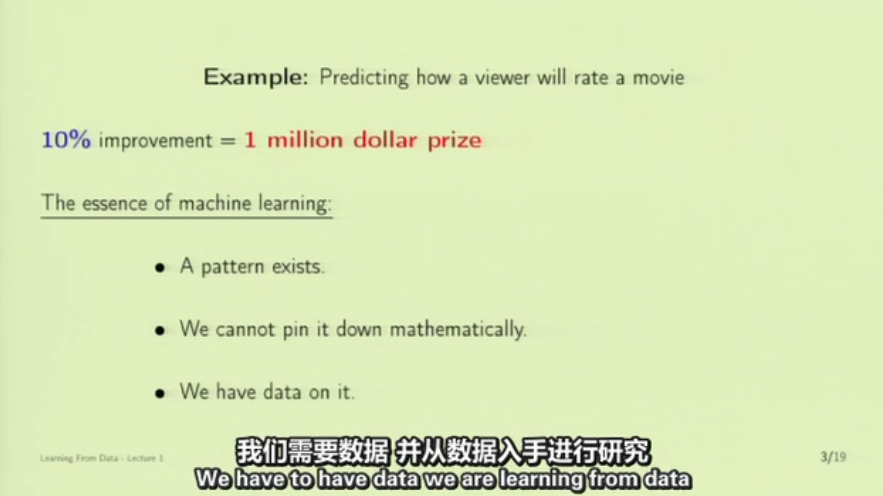 Example: Predicting how a viewer will rate a movie
10% improvement = 1 million dollar prize
The essence of machine learning:
• A pattern exists.
• We cannot pin it down mathematically.
• We have data on it.
我们需要数据 并从数据入手进行研究
We have to have data we are learning from data
Learning From Data - Lecture 1
3/19